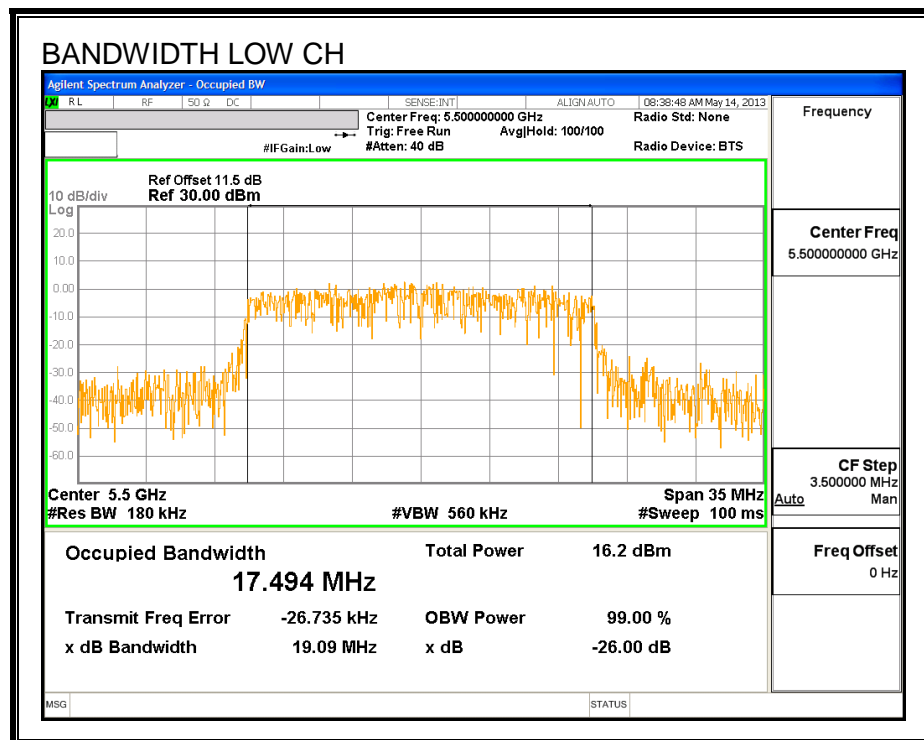 BANDWIDTH LOW CH
Agilent Spectrum Analyzer - Occupied BW
LXI RL RF 50 Ω DC SENSE:INT ALIGN AUTO 08:38:48 AM May 14, 2013
Center Freq: 5.500000000 GHz Radio Std: None
Trig: Free Run Avg|Hold: 100/100
#IFGain:Low #Atten: 40 dB Radio Device: BTS
Frequency
Ref Offset 11.5 dB
10 dB/div Ref 30.00 dBm
Log
20.0
10.0
0.00
-10.0
-20.0
-30.0
-40.0
-50.0
-60.0
Center 5.5 GHz Span 35 MHz
#Res BW 180 kHz #VBW 560 kHz #Sweep 100 ms
Center Freq
5.500000000 GHz
CF Step
3.500000 MHz
Auto Man
Freq Offset
0 Hz
Occupied Bandwidth Total Power 16.2 dBm
17.494 MHz
Transmit Freq Error -26.735 kHz OBW Power 99.00 %
x dB Bandwidth 19.09 MHz x dB -26.00 dB
MSG STATUS